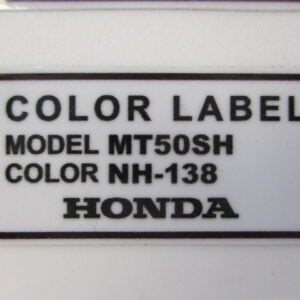 COLOR LABEL
MODEL MT50SH
COLOR NH-138
HONDA